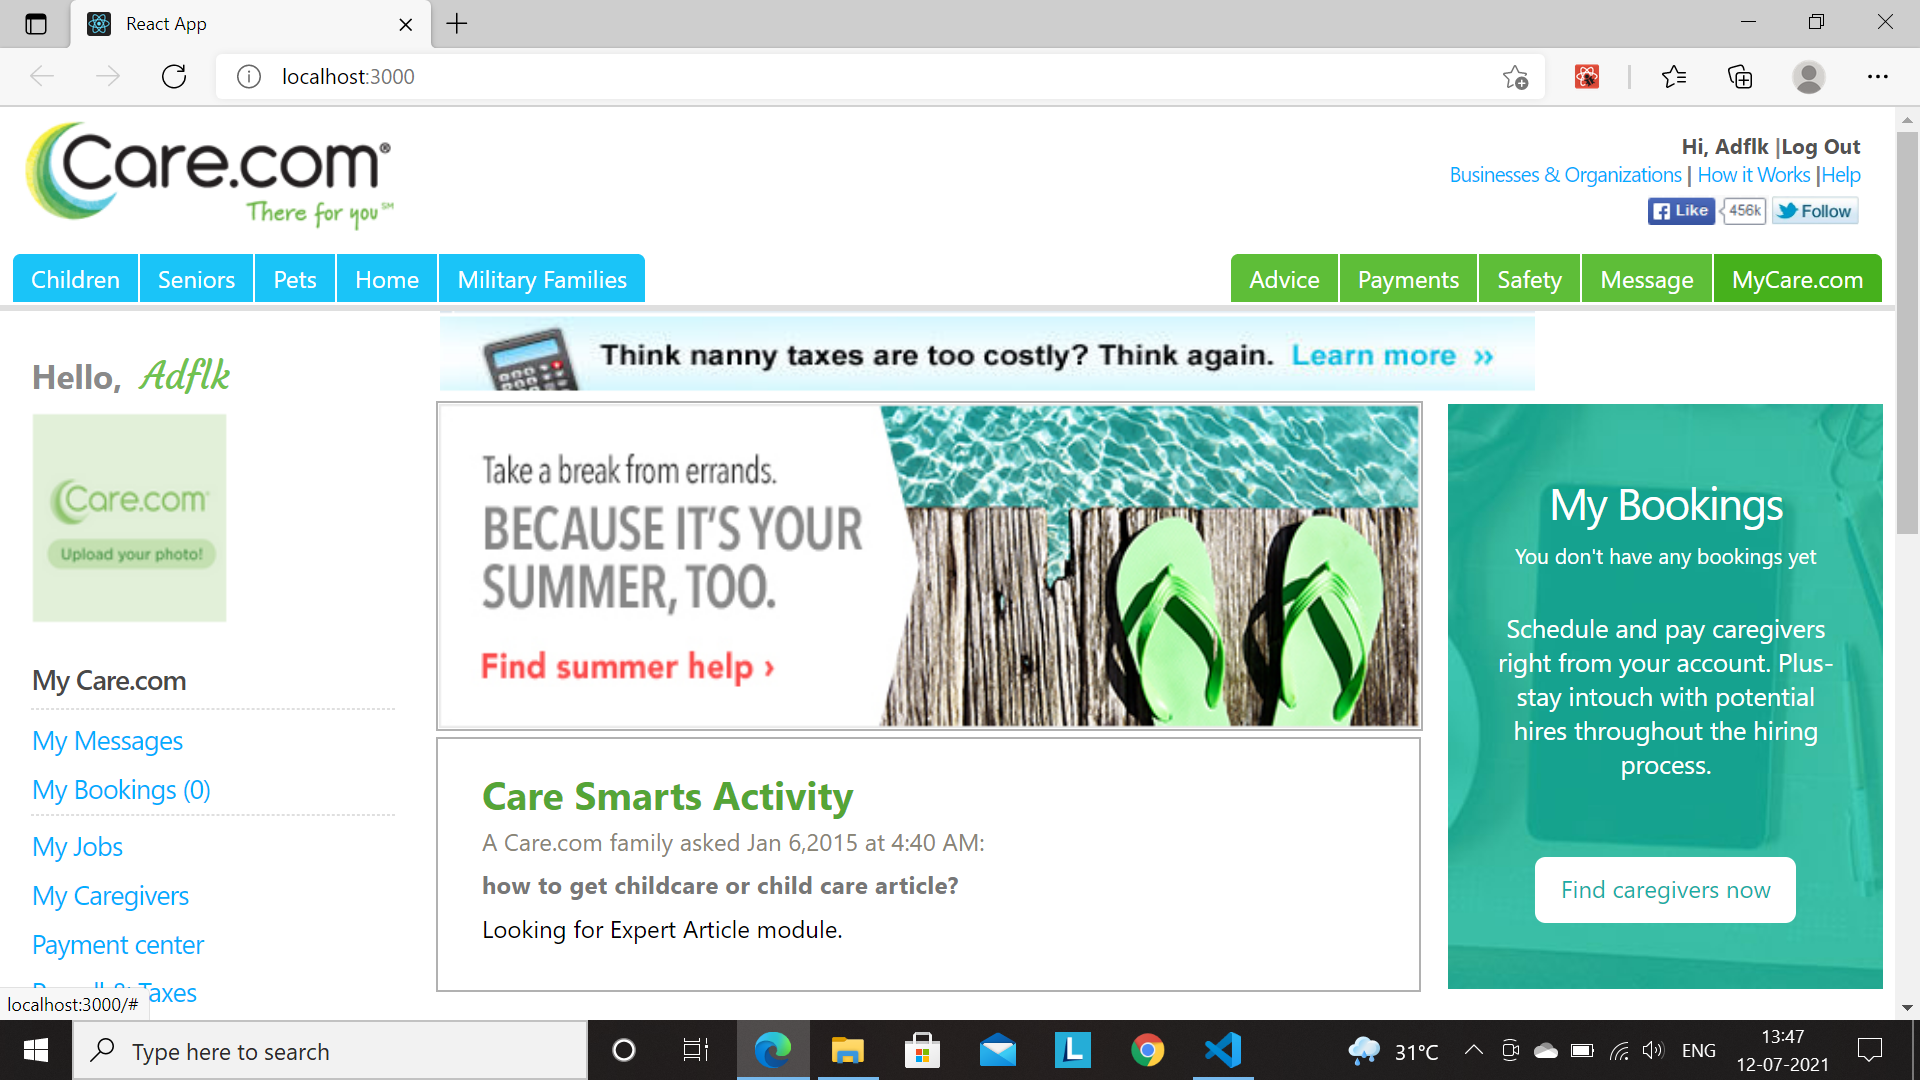 React App
localhost:3000
Care.com®
There for you℠
Hi, Adflk |Log Out
Businesses & Organizations | How it Works |Help
Like 456k Follow
Children Seniors Pets Home Military Families
Advice Payments Safety Message MyCare.com
Think nanny taxes are too costly? Think again. Learn more »
Hello, Adflk
Care.com
Upload your photo!
My Care.com
My Messages
My Bookings (0)
My Jobs
My Caregivers
Payment center
Taxes
Take a break from errands.
BECAUSE IT'S YOUR
SUMMER, TOO.
Find summer help ›
Care Smarts Activity
A Care.com family asked Jan 6,2015 at 4:40 AM:
how to get childcare or child care article?
Looking for Expert Article module.
My Bookings
You don't have any bookings yet
Schedule and pay caregivers
right from your account. Plus-
stay intouch with potential
hires throughout the hiring
process.
Find caregivers now
localhost:3000/#
Type here to search
L
31°C
ENG
13:47
12-07-2021